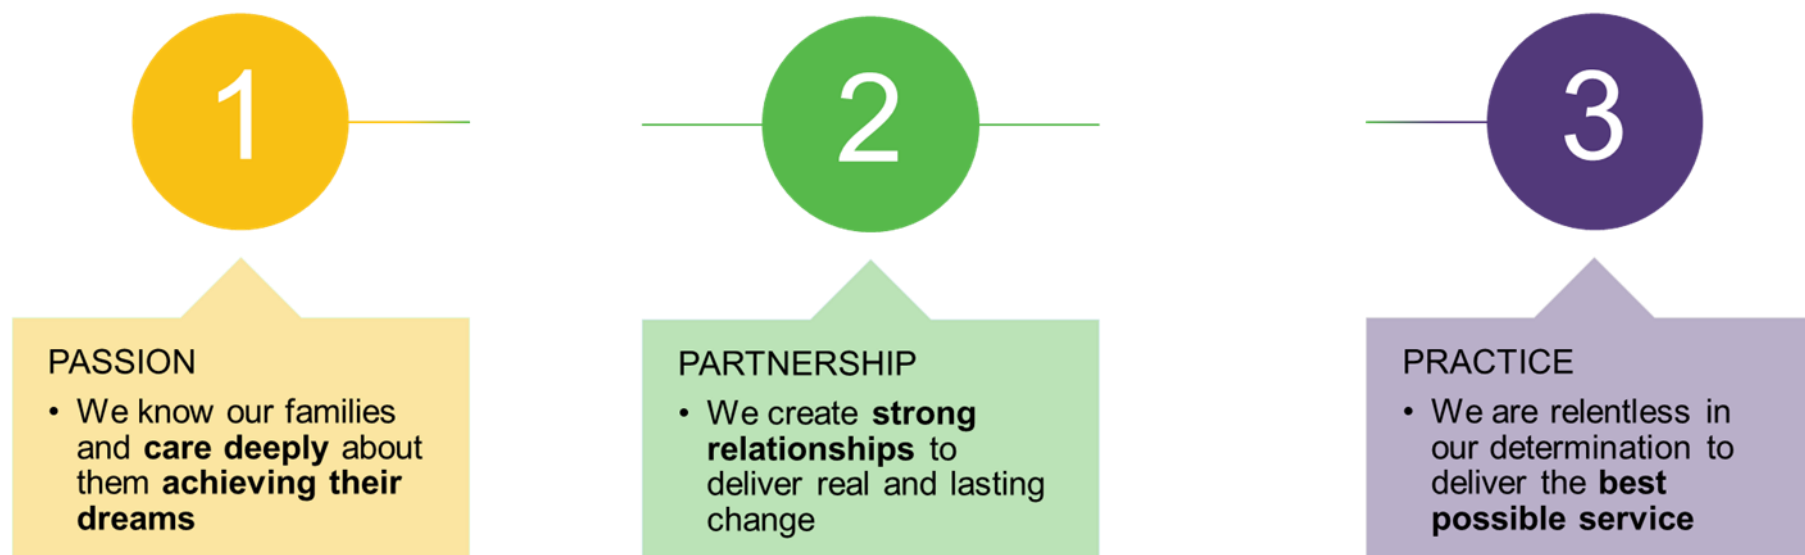 1
PASSION
• We know our families
and care deeply about
them achieving their
dreams
2
PARTNERSHIP
• We create strong
relationships to
deliver real and lasting
change
3
PRACTICE
• We are relentless in
our determination to
deliver the best
possible service